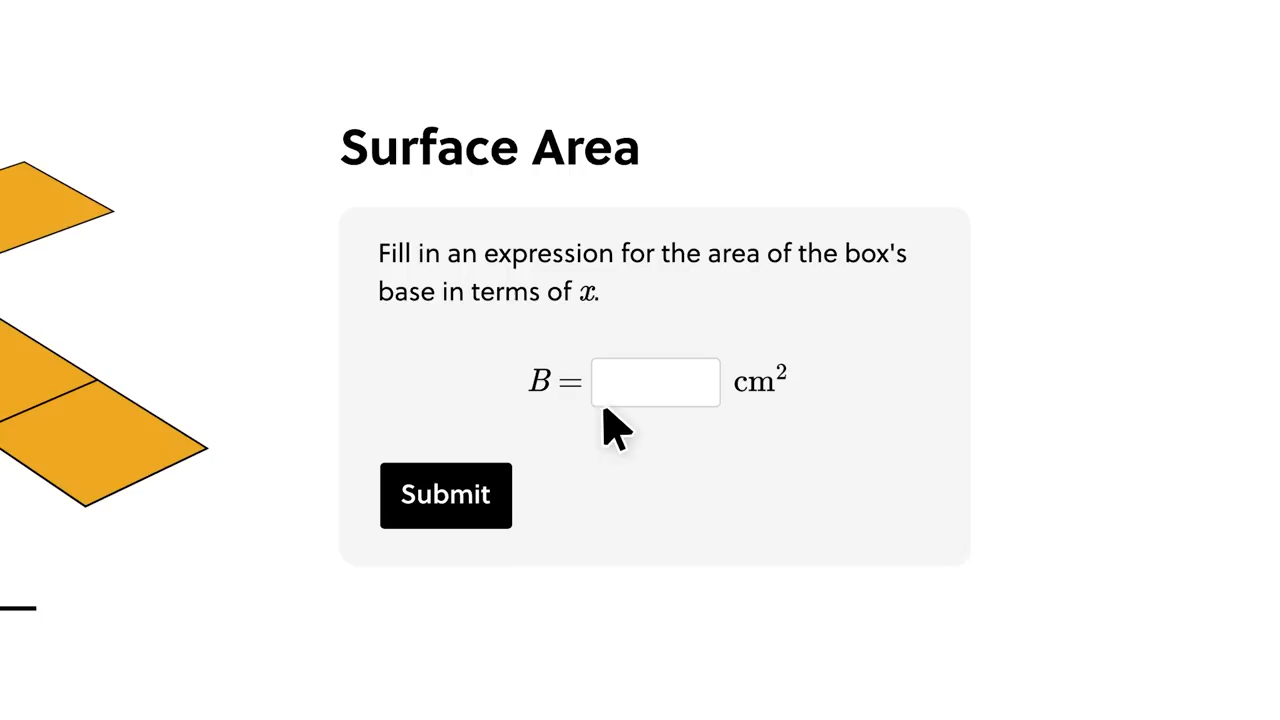 Surface Area
Fill in an expression for the area of the box's
base in terms of x.
B = cm²
Submit